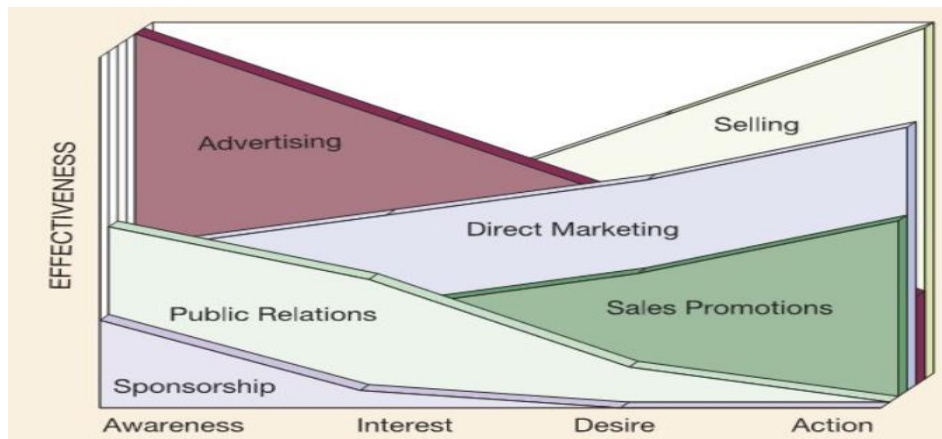 EFFECTIVENESS
Advertising
Selling
Direct Marketing
Public Relations
Sales Promotions
Sponsorship
Awareness Interest Desire Action